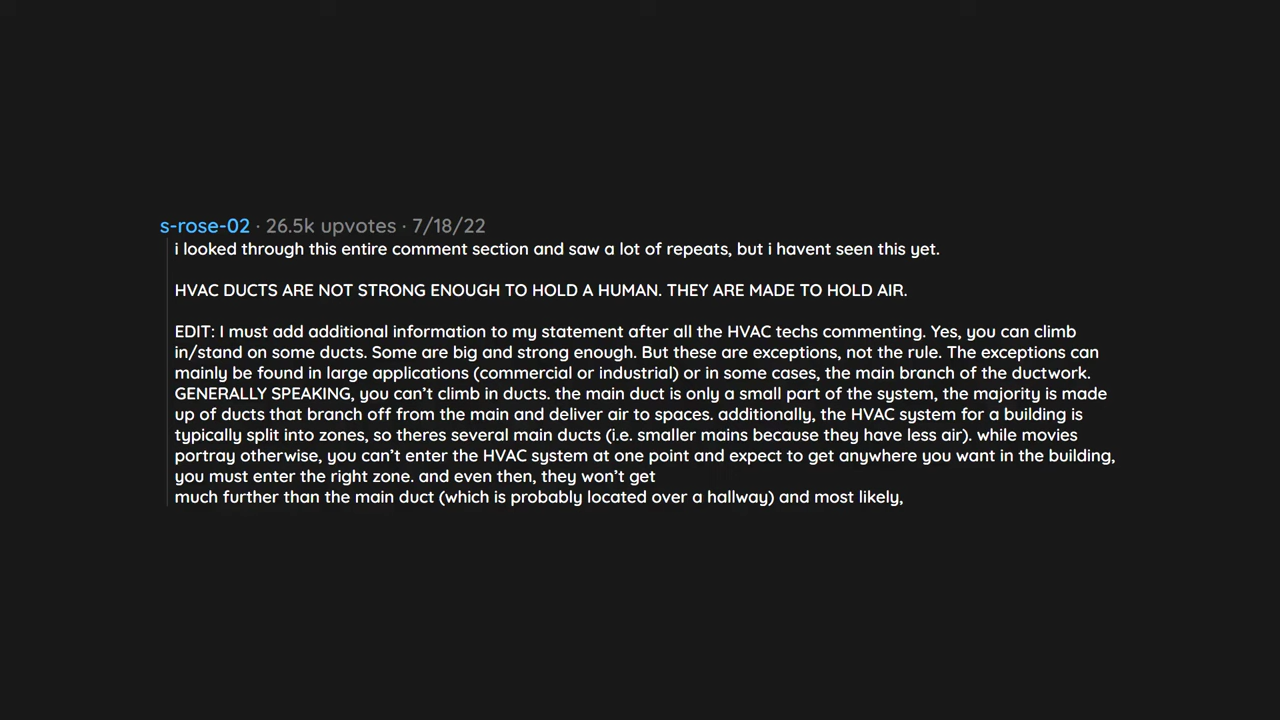 s-rose-02 · 26.5k upvotes · 7/18/22
i looked through this entire comment section and saw a lot of repeats, but i havent seen this yet.
HVAC DUCTS ARE NOT STRONG ENOUGH TO HOLD A HUMAN. THEY ARE MADE TO HOLD AIR.
EDIT: I must add additional information to my statement after all the HVAC techs commenting. Yes, you can climb
in/stand on some ducts. Some are big and strong enough. But these are exceptions, not the rule. The exceptions can
mainly be found in large applications (commercial or industrial) or in some cases, the main branch of the ductwork.
GENERALLY SPEAKING, you can’t climb in ducts. the main duct is only a small part of the system, the majority is made
up of ducts that branch off from the main and deliver air to spaces. additionally, the HVAC system for a building is
typically split into zones, so theres several main ducts (i.e. smaller mains because they have less air). while movies
portray otherwise, you can’t enter the HVAC system at one point and expect to get anywhere you want in the building,
you must enter the right zone. and even then, they won’t get
much further than the main duct (which is probably located over a hallway) and most likely,